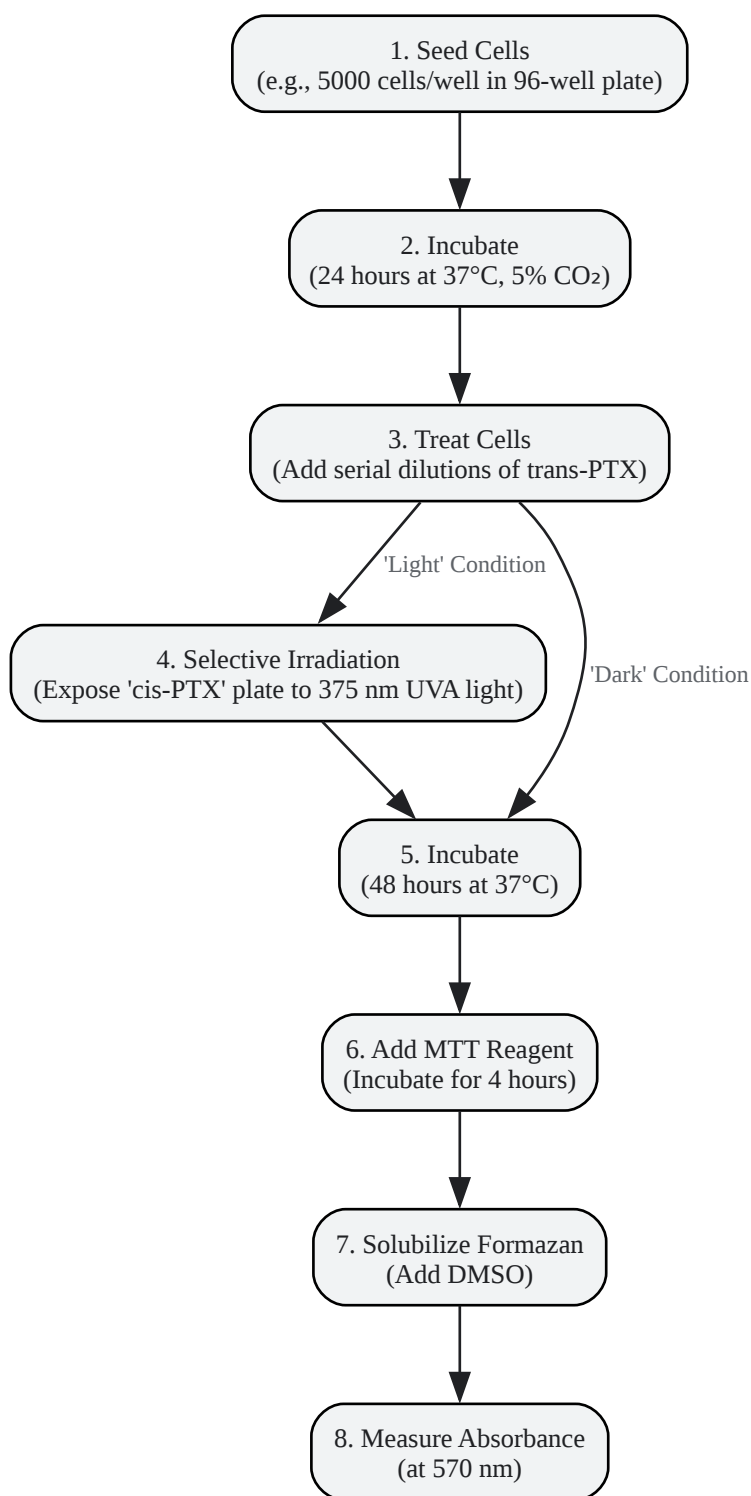 1. Seed Cells
(e.g., 5000 cells/well in 96-well plate)
2. Incubate
(24 hours at 37°C, 5% CO₂)
3. Treat Cells
(Add serial dilutions of trans-PTX)
'Light' Condition
4. Selective Irradiation
(Expose 'cis-PTX' plate to 375 nm UVA light)
'Dark' Condition
5. Incubate
(48 hours at 37°C)
6. Add MTT Reagent
(Incubate for 4 hours)
7. Solubilize Formazan
(Add DMSO)
8. Measure Absorbance
(at 570 nm)